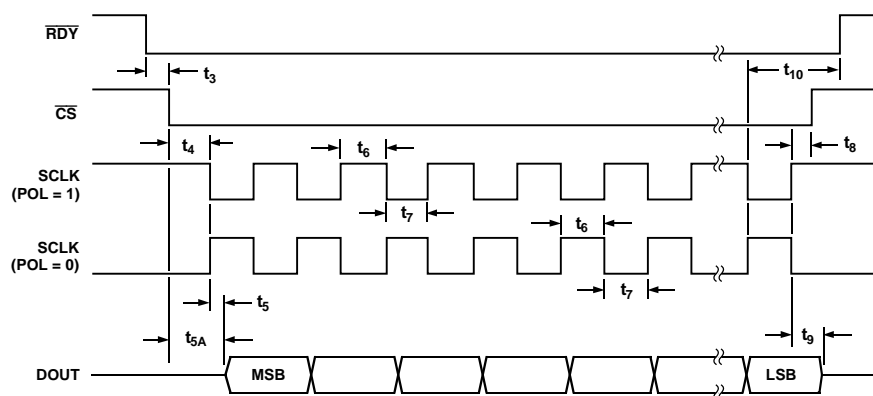 RDY
t3
t10
CS
t4
t6
t8
SCLK
(POL = 1)
t7
t6
SCLK
(POL = 0)
t7
t5
t5A
t9
DOUT
MSB
LSB